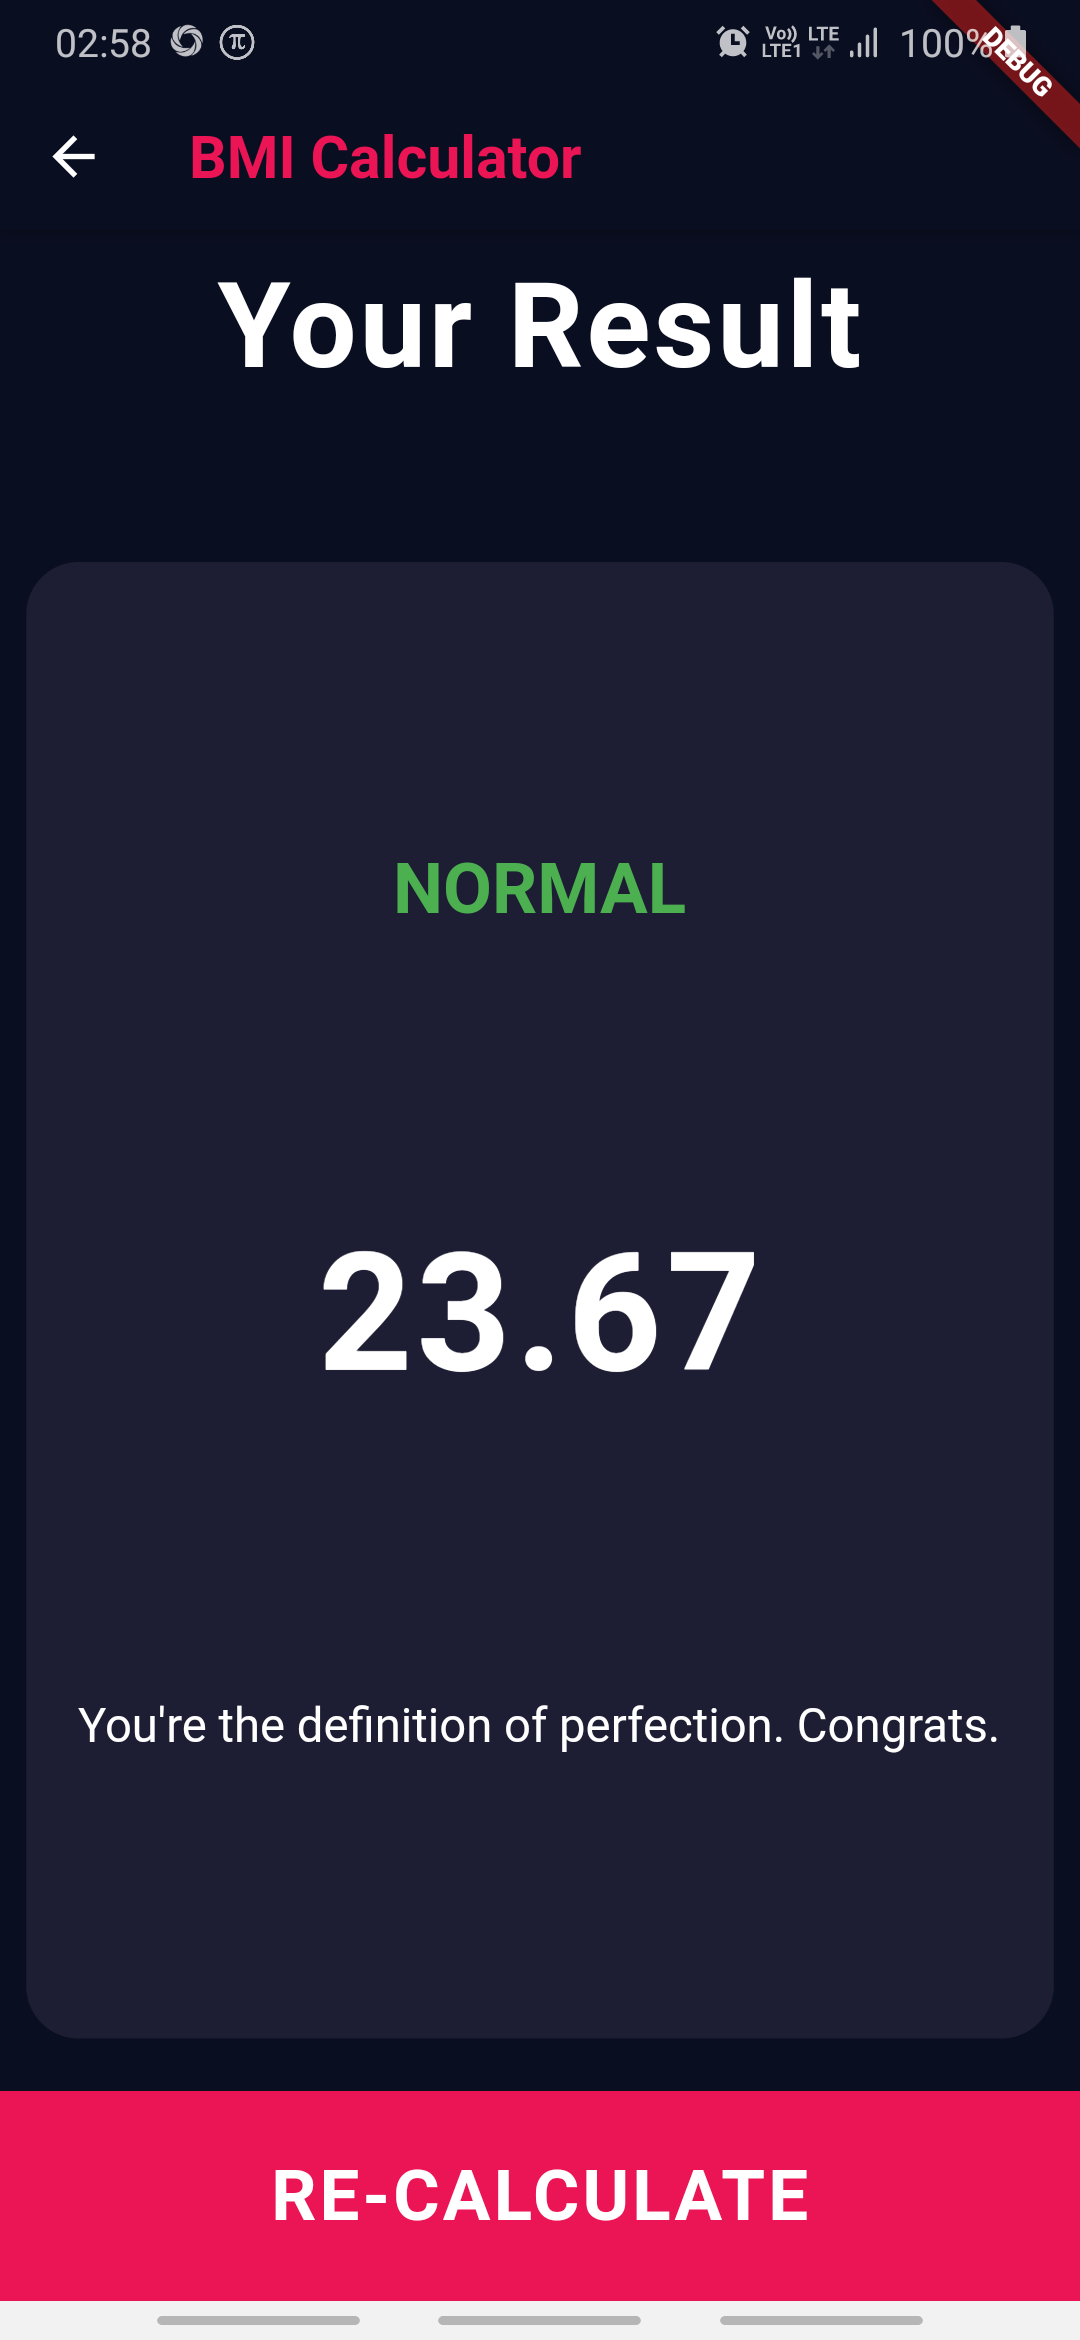 02:58 π Vo)) LTE 100%
LTE1
DEBUG
BMI Calculator
Your Result
NORMAL
23.67
You're the definition of perfection. Congrats.
RE-CALCULATE